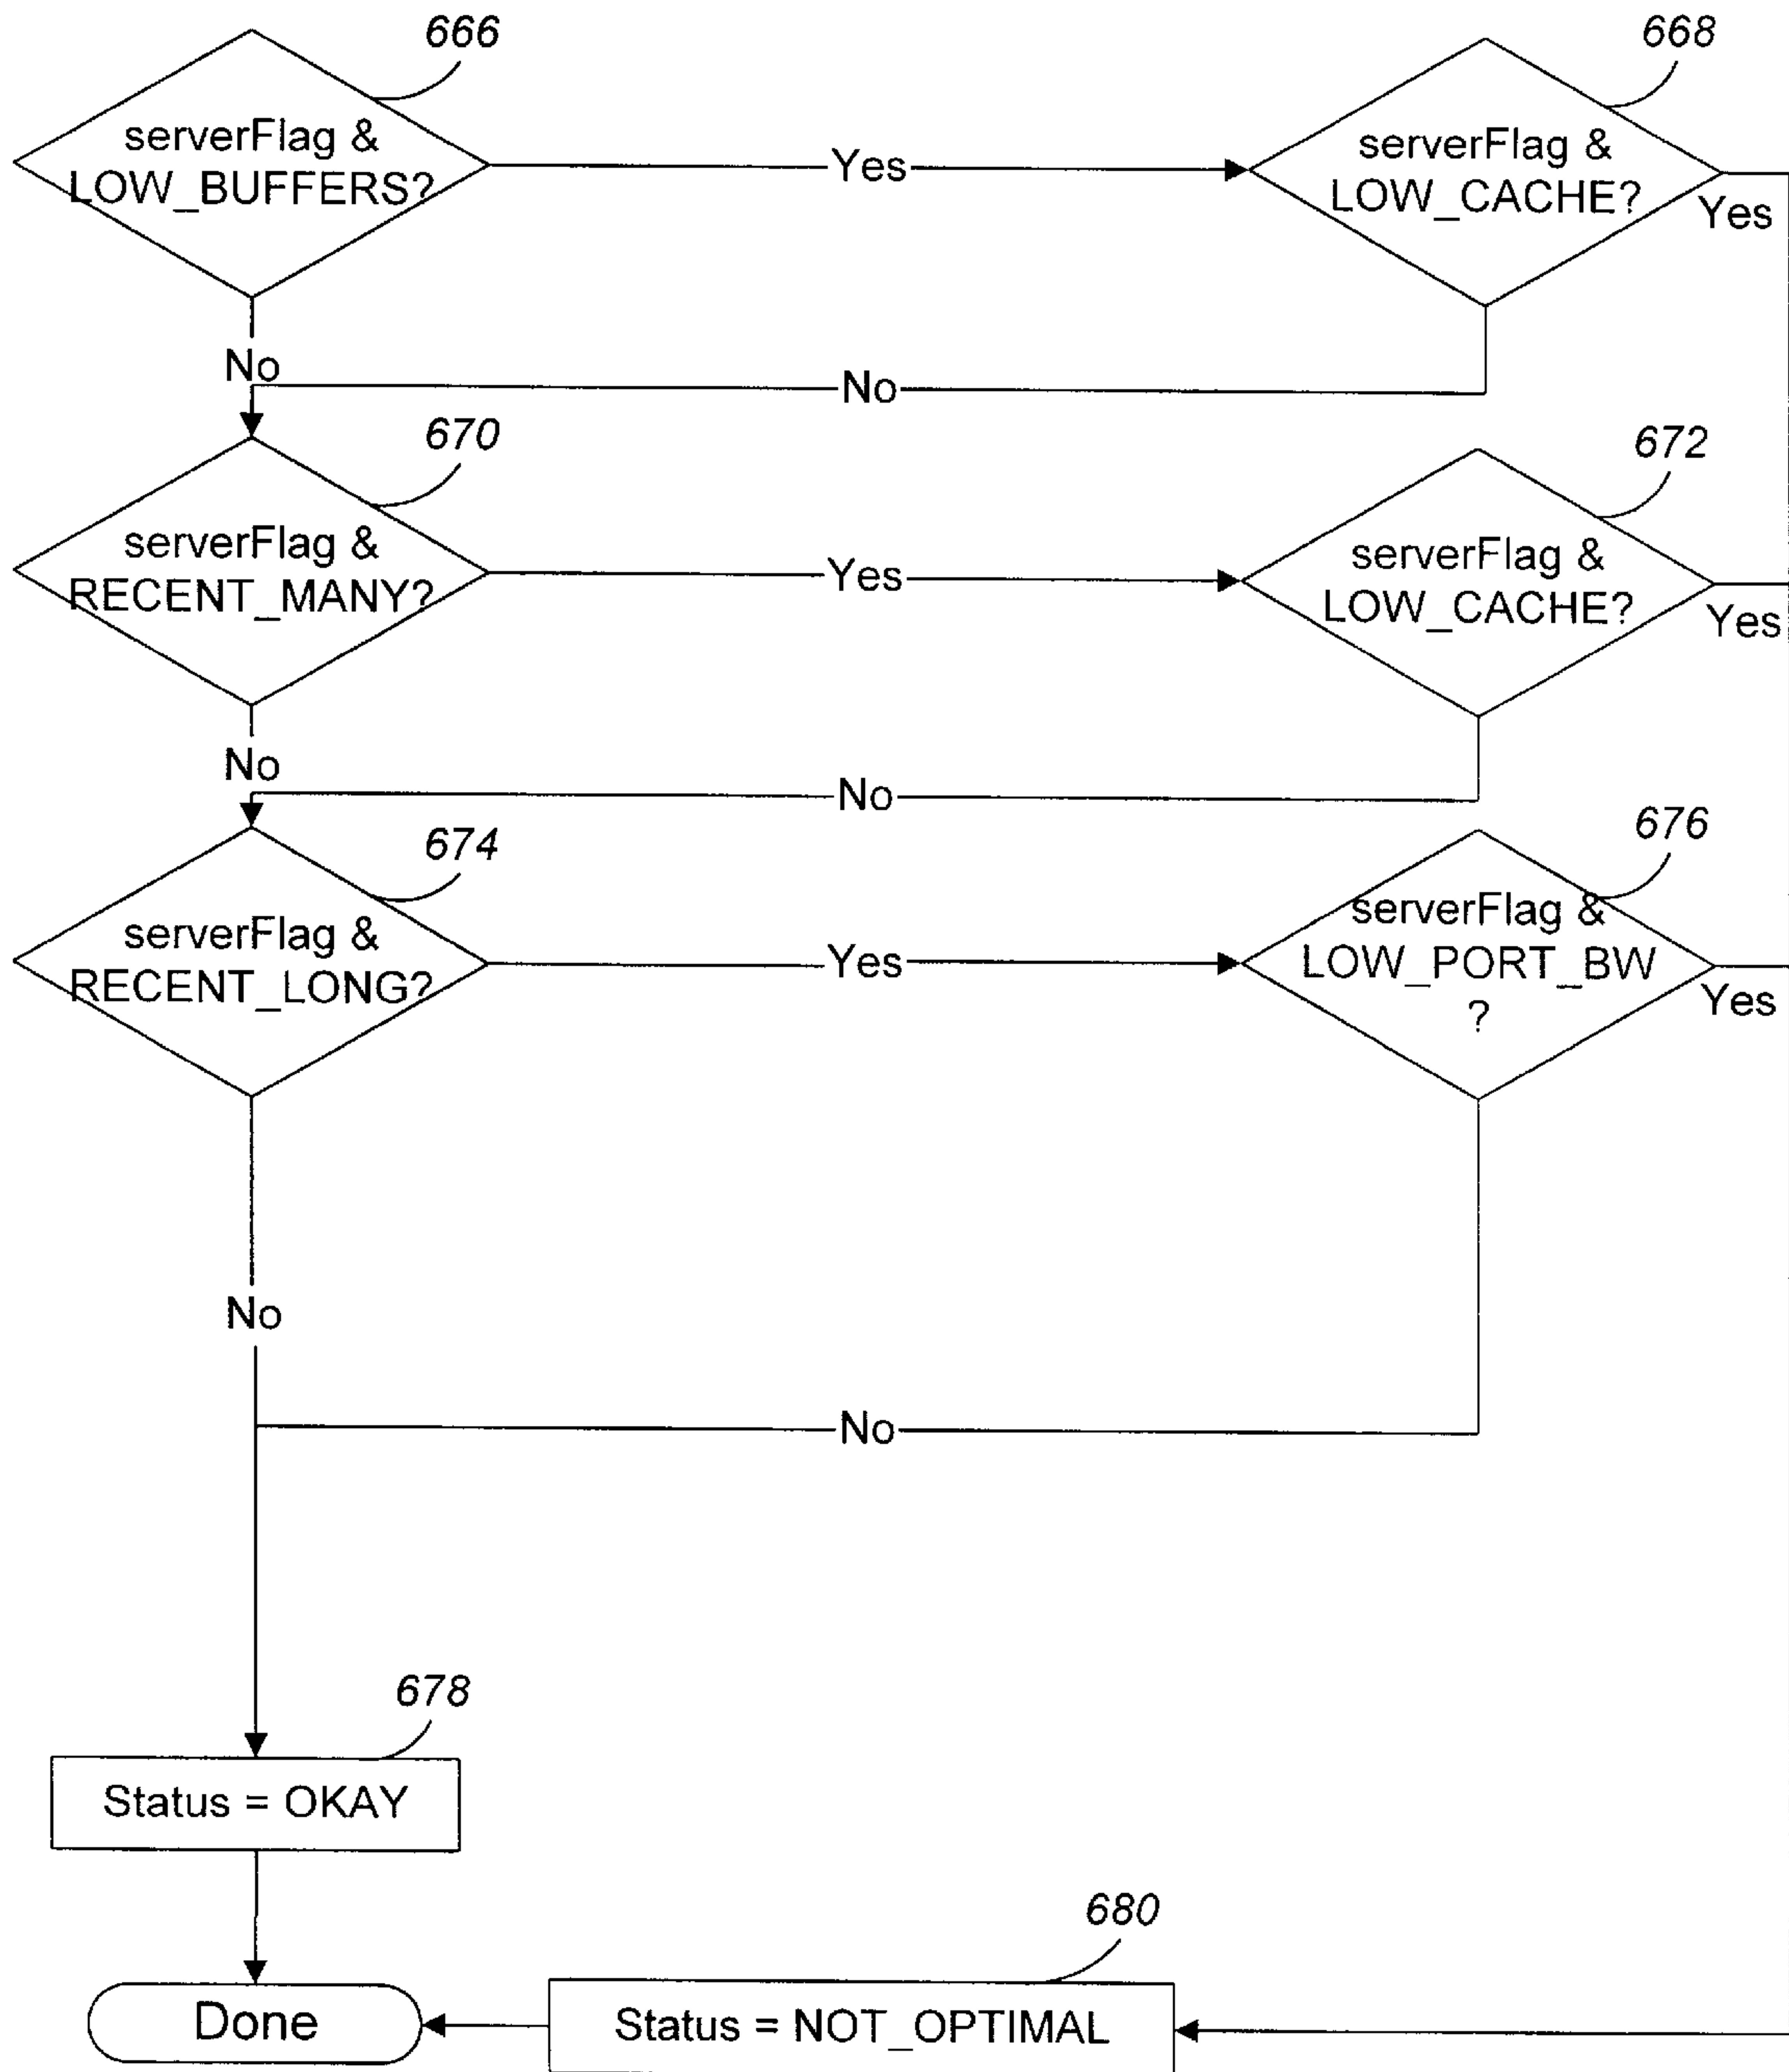 666
668
serverFlag &
LOW_BUFFERS?
Yes
serverFlag &
LOW_CACHE?
Yes
No
No
670
672
serverFlag &
RECENT_MANY?
Yes
serverFlag &
LOW_CACHE?
Yes
No
No
674
676
serverFlag &
RECENT_LONG?
Yes
serverFlag &
LOW_PORT_BW
?
Yes
No
No
678
Status = OKAY
680
Done
Status = NOT_OPTIMAL